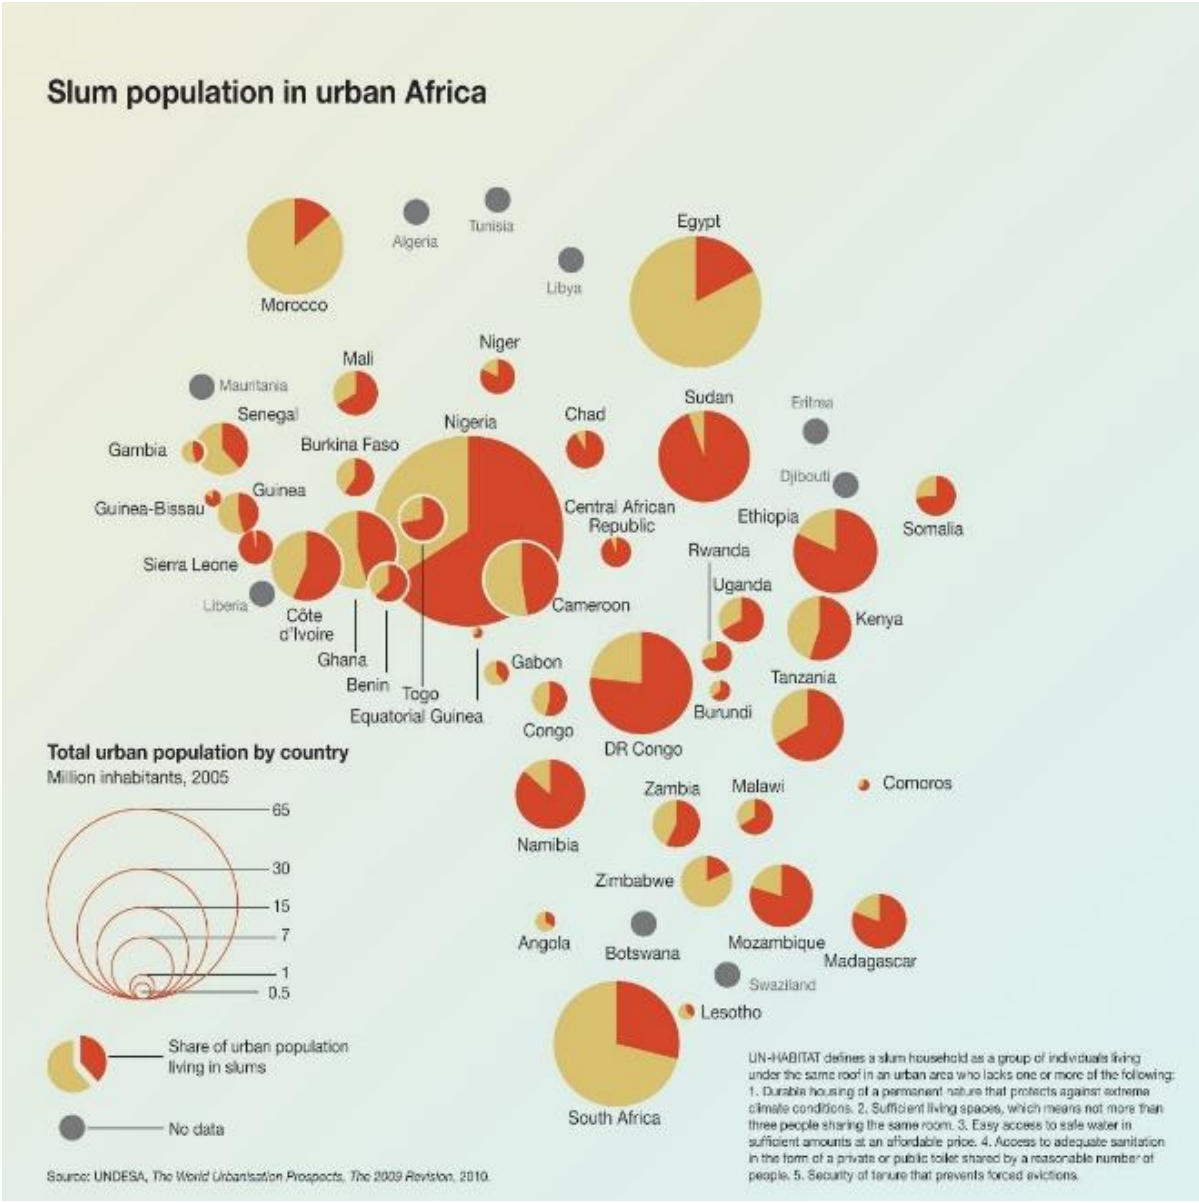 Slum population in urban Africa
Morocco
Algeria
Tunisia
Libya
Egypt
Niger
Mali
Mauritania
Senegal
Gambia
Burkina Faso
Nigeria
Chad
Sudan
Eritrea
Djibouti
Somalia
Guinea
Guinea-Bissau
Central African
Republic
Ethiopia
Sierra Leone
Rwanda
Uganda
Liberia
Côte
d'Ivoire
Cameroon
Kenya
Ghana
Benin
Togo
Equatorial Guinea
Gabon
Congo
DR Congo
Burundi
Tanzania
Comoros
Namibia
Zambia
Malawi
Zimbabwe
Angola
Botswana
Mozambique
Madagascar
Swaziland
Lesotho
South Africa
Total urban population by country
Million inhabitants, 2005
65
30
15
7
1
0.5
Share of urban population
living in slums
No data
Source: UNDESA, The World Urbanisation Prospects, The 2009 Revision, 2010.
UN-HABITAT defines a slum household as a group of individuals living
under the same roof in an urban area who lacks one or more of the following:
1. Durable housing of a permanent nature that protects against extreme
climate conditions. 2. Sufficient living spaces, which means not more than
three people sharing the same room. 3. Easy access to safe water in
sufficient amounts at an affordable price. 4. Access to adequate sanitation
in the form of a private or public toilet shared by a reasonable number of
people. 5. Security of tenure that prevents forced evictions.